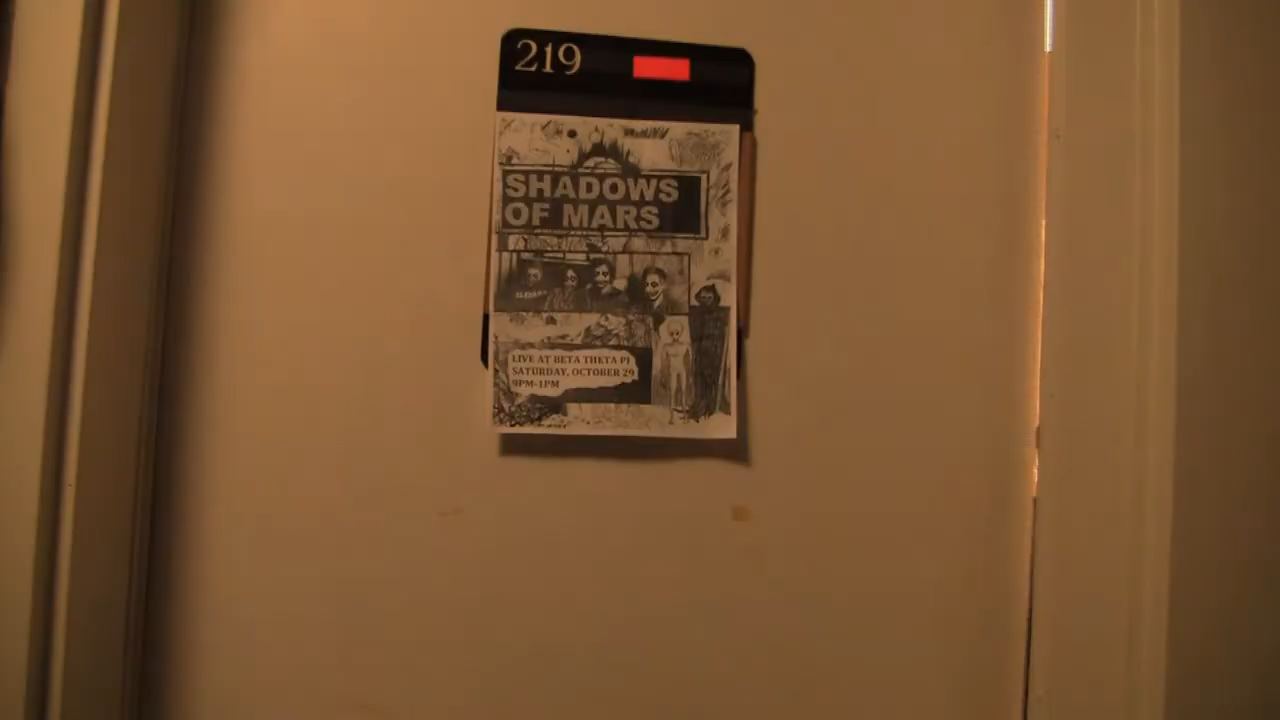 219
SHADOWS
OF MARS
LIVE AT BETA THETA PI
SATURDAY, OCTOBER 29
9PM-1PM